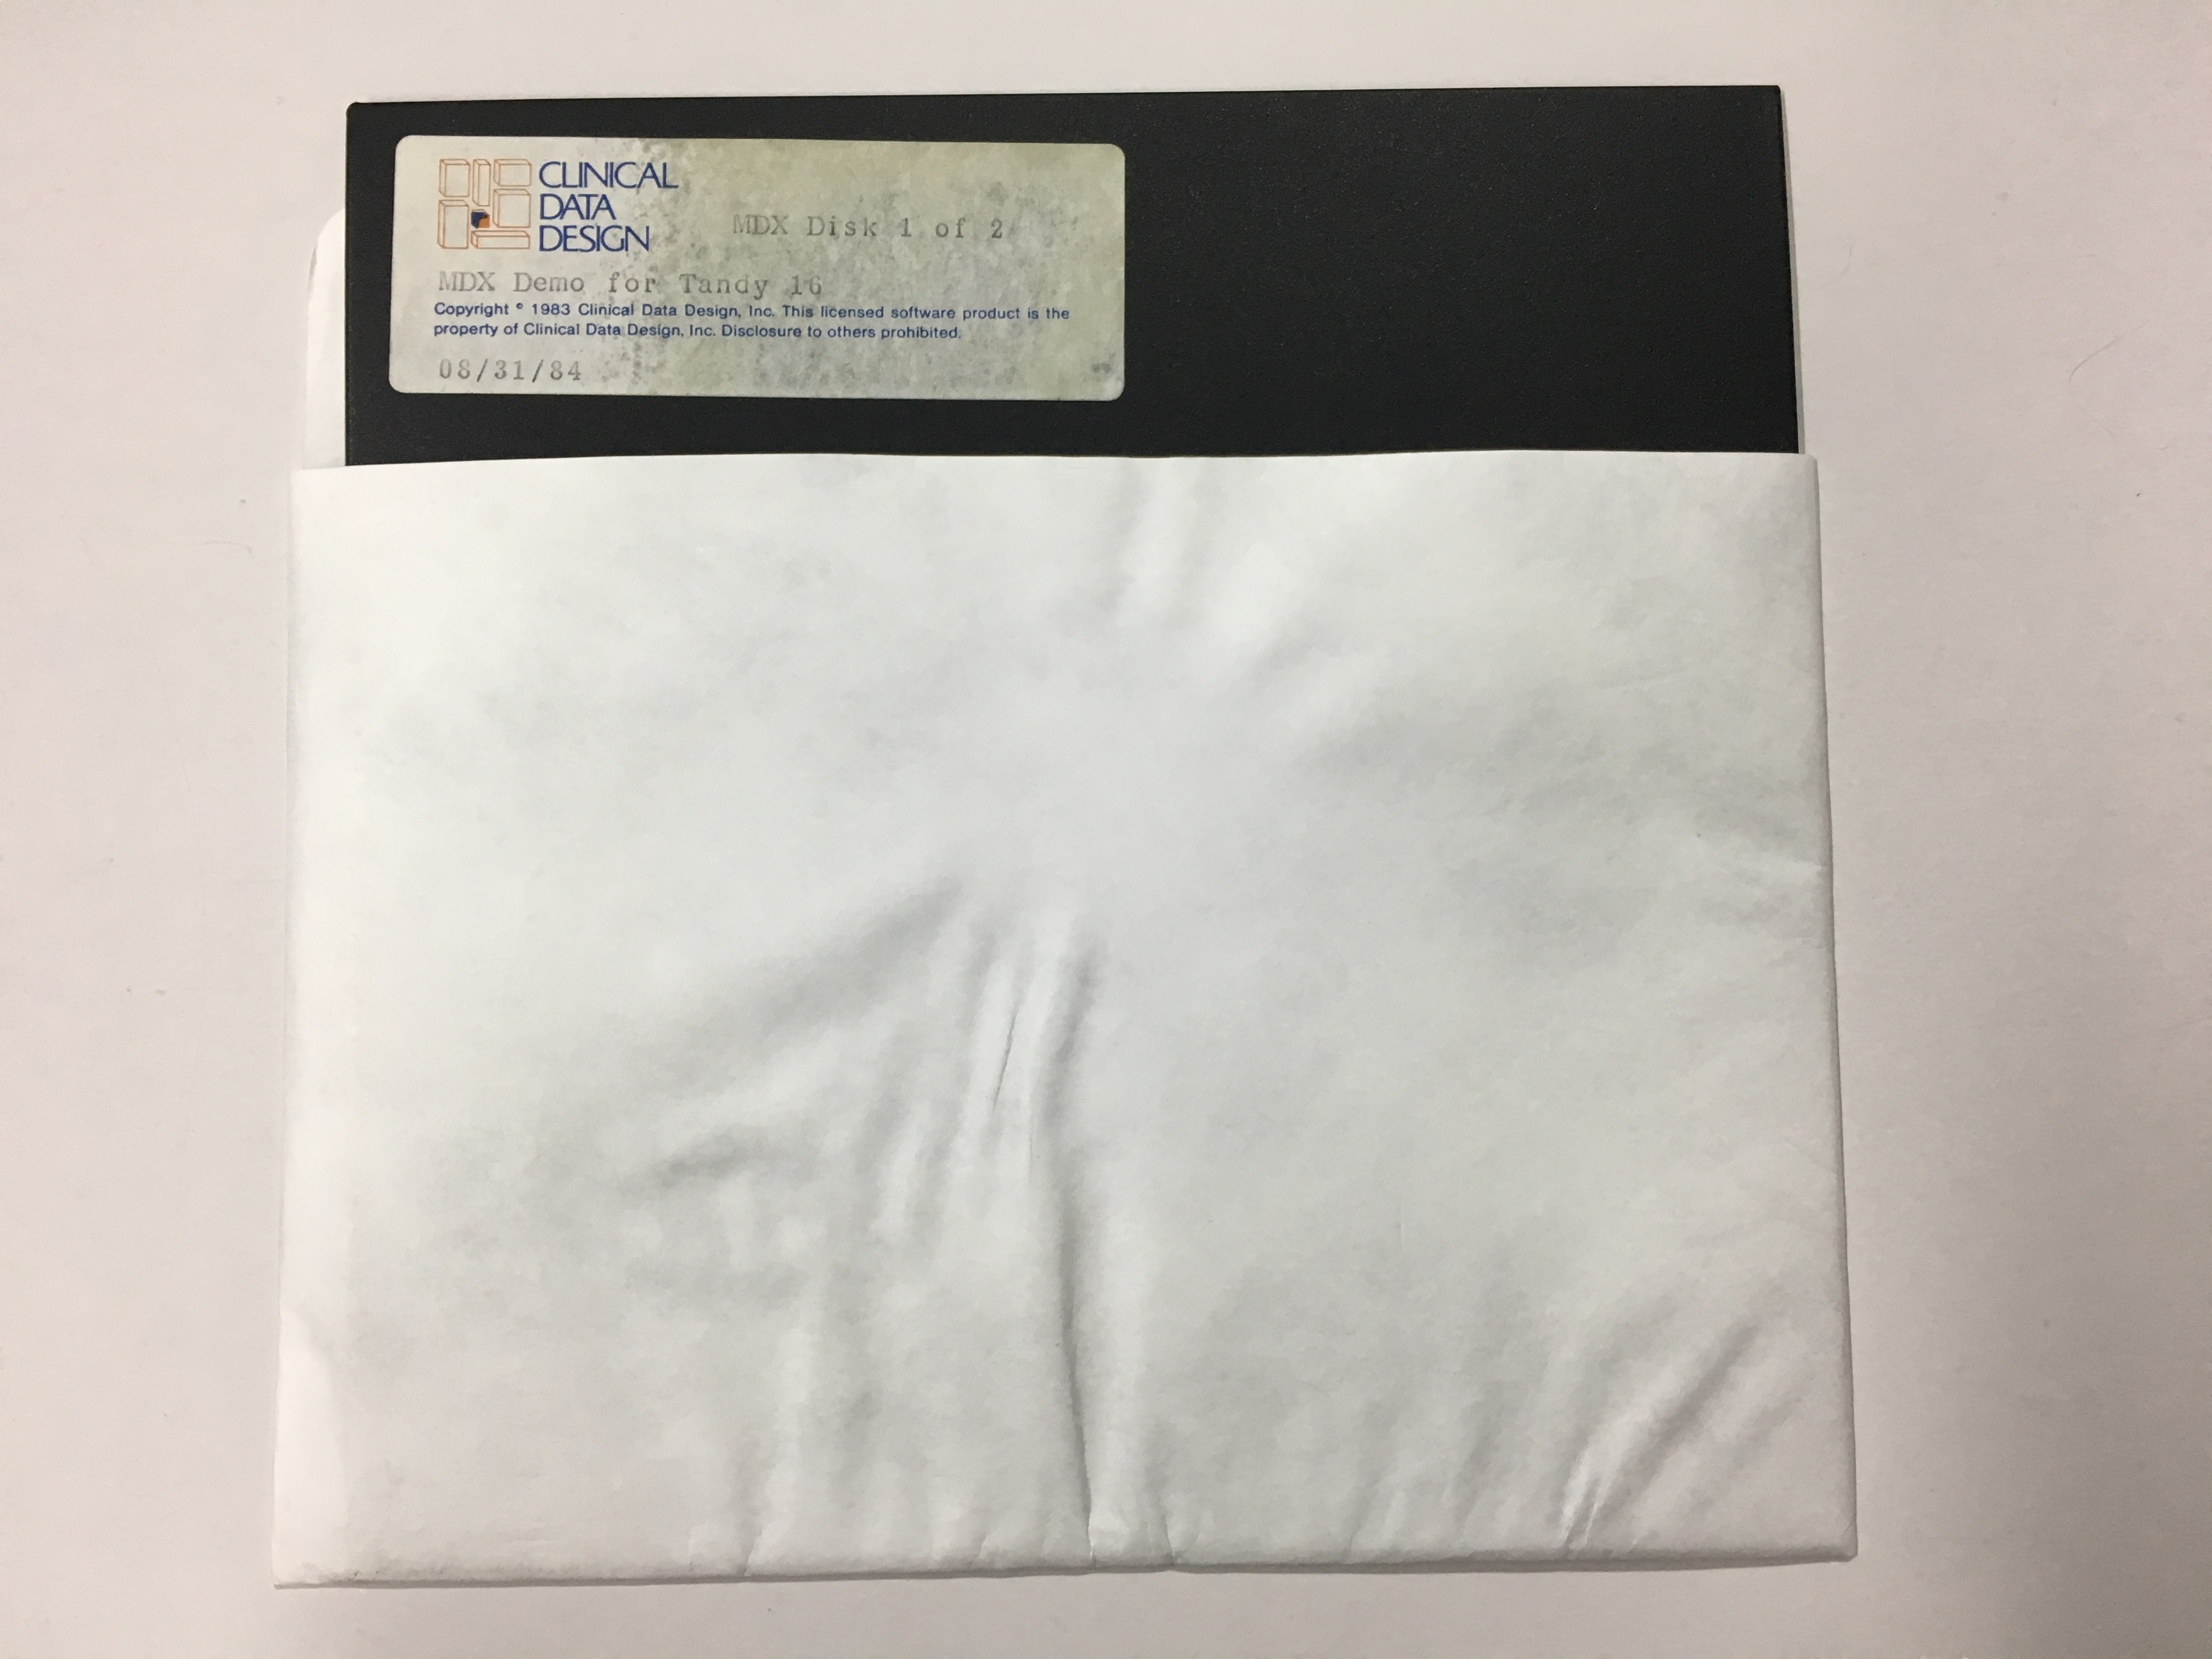 CLINICAL
DATA
DESIGN
MDX Disk 1 of 2
MDX Demo for Tandy 16
Copyright © 1983 Clinical Data Design, Inc. This licensed software product is the
property of Clinical Data Design, Inc. Disclosure to others prohibited.
08/31/84